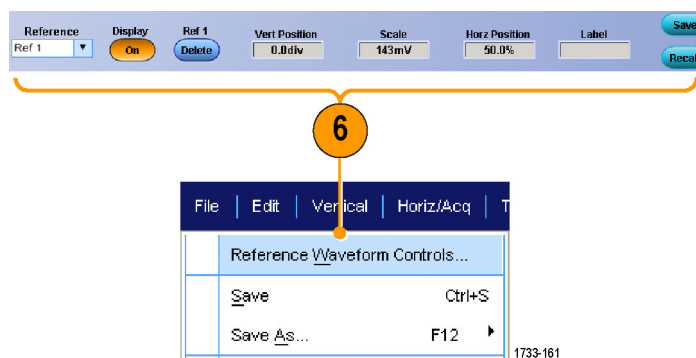 Reference Display Ref 1 Vert Position Scale Horz Position Label Save
Ref 1 On Delete 0.0div 143mV 50.0%
Recal
6
File Edit Vertical Horiz/Acq T
Reference Waveform Controls...
Save Ctrl+S
Save As... F12
1733-161